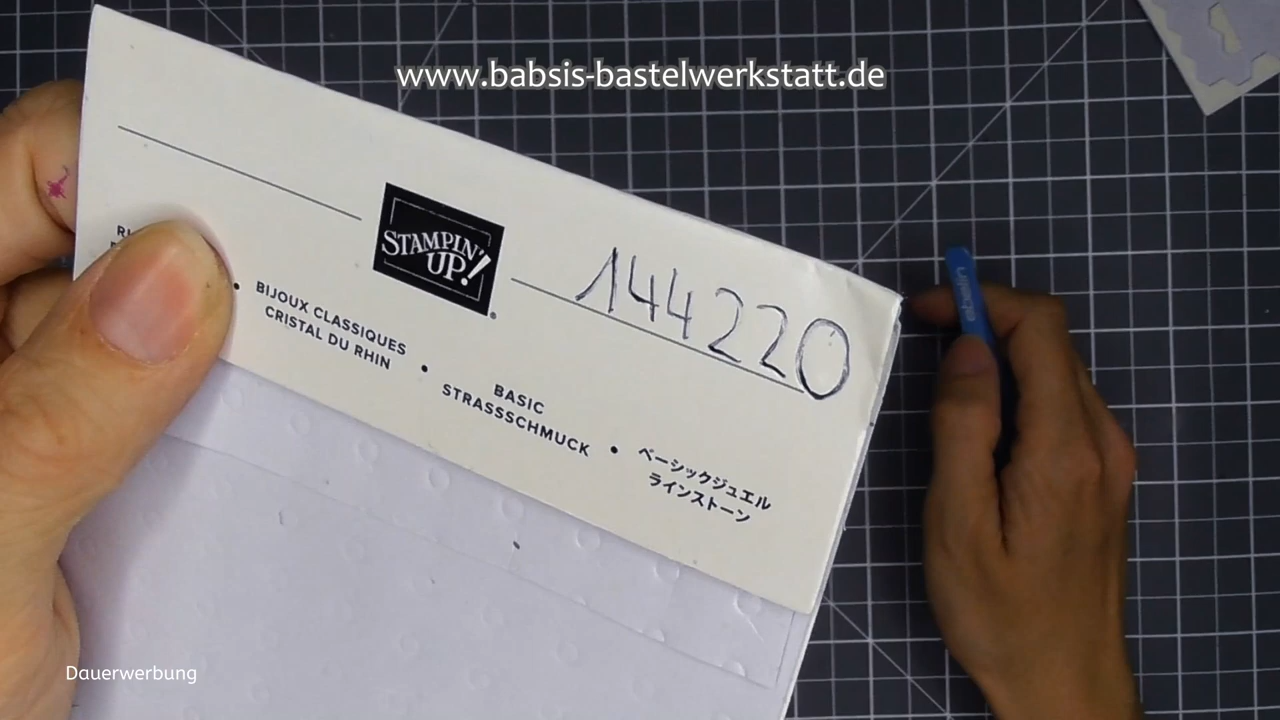 www.babsis-bastelwerkstatt.de
STAMPIN'
UP!
144220
BIJOUX CLASSIQUES
CRISTAL DU RHIN
BASIC
STRASSSCHMUCK
ベーシックジュエル
ラインストーン
ebelin
Dauerwerbung